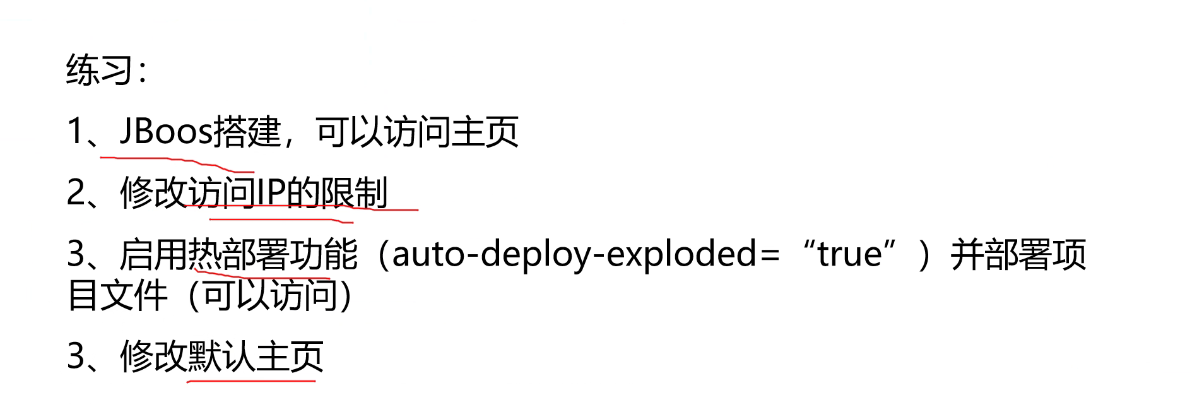 练习：
1、JBoos搭建，可以访问主页
2、修改访问IP的限制
3、启用热部署功能（auto-deploy-exploded=“true”）并部署项
目文件（可以访问）
3、修改默认主页